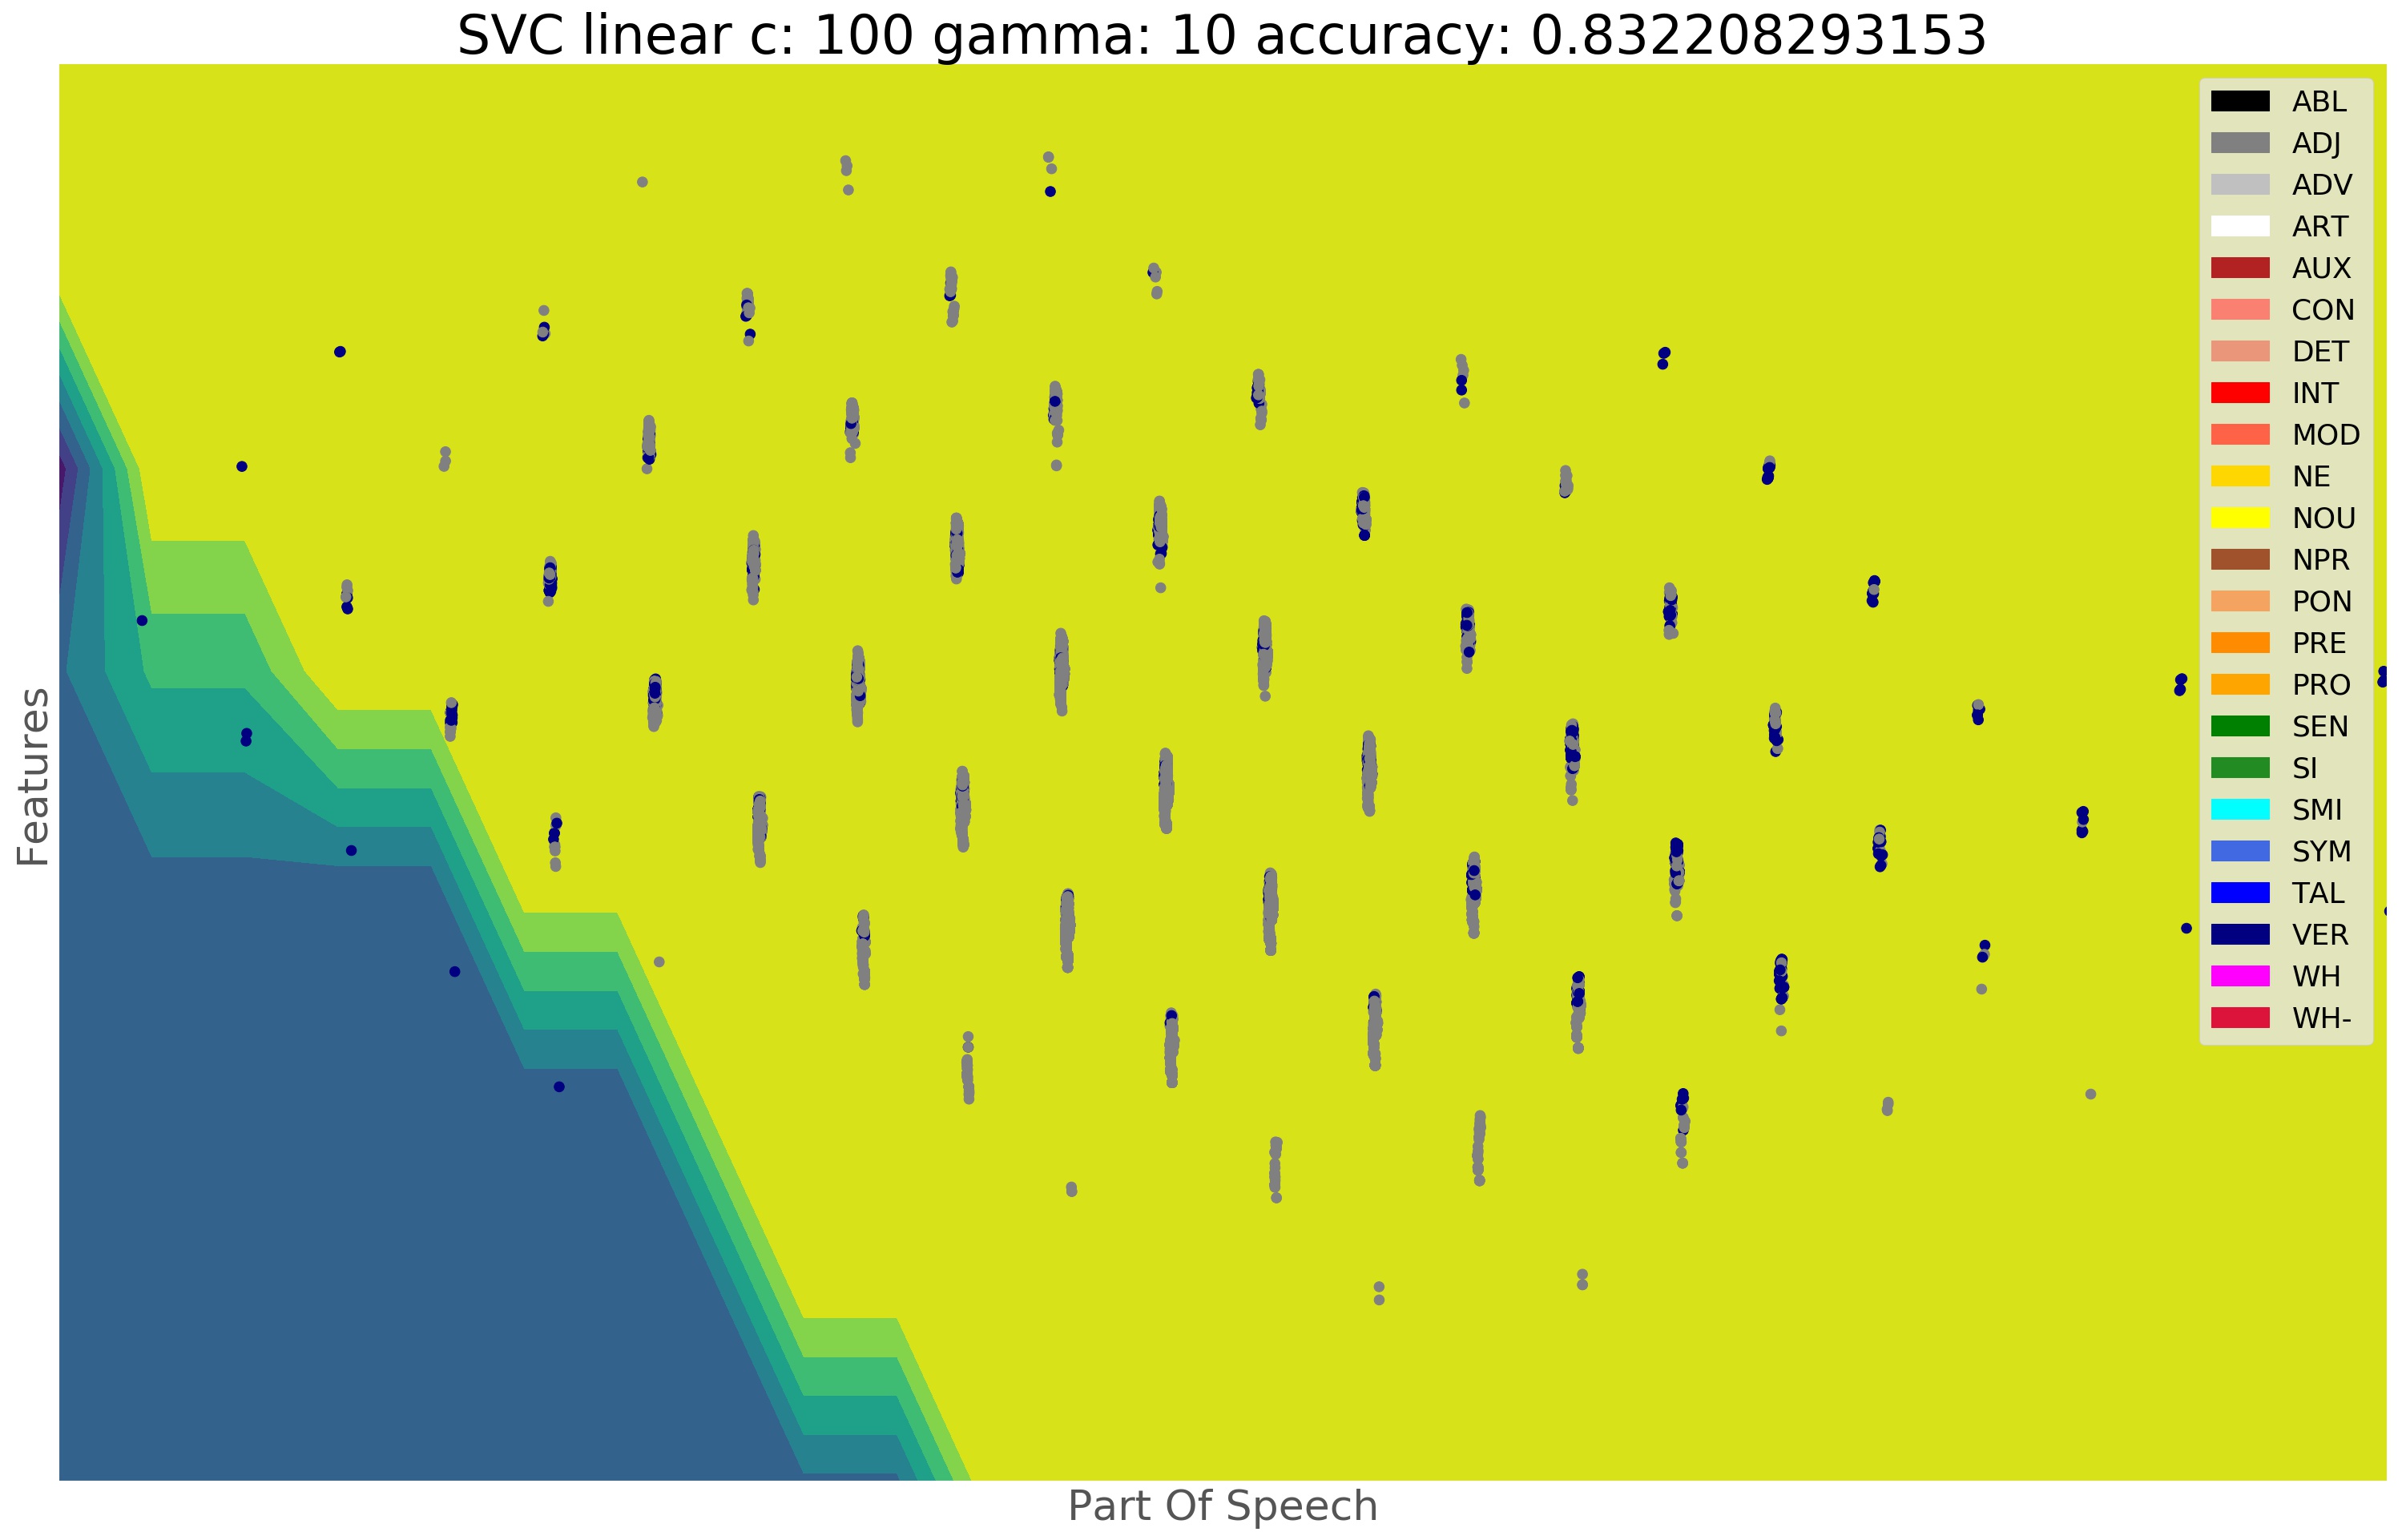 SVC linear c: 100 gamma: 10 accuracy: 0.832208293153
ABL
ADJ
ADV
ART
AUX
CON
DET
INT
MOD
NE
NOU
NPR
PON
PRE
PRO
SEN
SI
SMI
SYM
TAL
VER
WH
WH-
Features
Part Of Speech